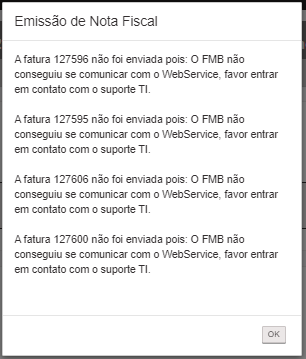 Emissão de Nota Fiscal
A fatura 127596 não foi enviada pois: O FMB não
conseguiu se comunicar com o WebService, favor entrar
em contato com o suporte TI.
A fatura 127595 não foi enviada pois: O FMB não
conseguiu se comunicar com o WebService, favor entrar
em contato com o suporte TI.
A fatura 127606 não foi enviada pois: O FMB não
conseguiu se comunicar com o WebService, favor entrar
em contato com o suporte TI.
A fatura 127600 não foi enviada pois: O FMB não
conseguiu se comunicar com o WebService, favor entrar
em contato com o suporte TI.
OK